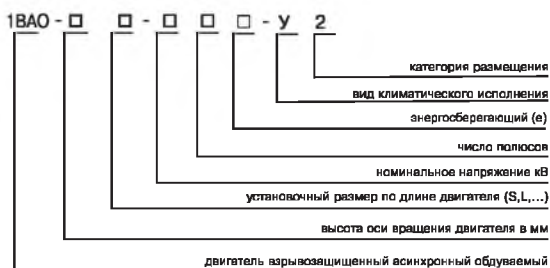 1ВАО - □ □ - □ □ □ - У 2
категория размещения
вид климатического исполнения
энергосберегающий (е)
число полюсов
номинальное напряжение кВ
установочный размер по длине двигателя (S,L,...)
высота оси вращения двигателя в мм
двигатель взрывозащищенный асинхронный обдуваемый